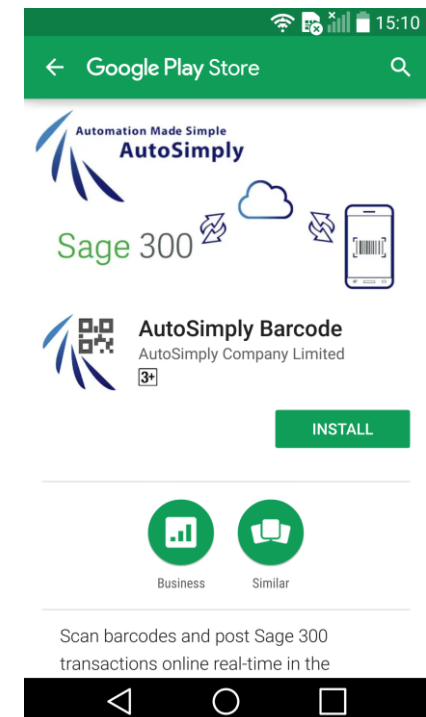 15:10
Google Play Store
Automation Made Simple
AutoSimply
Sage 300
AutoSimply Barcode
AutoSimply Company Limited
3+
INSTALL
Business
Similar
Scan barcodes and post Sage 300
transactions online real-time in the